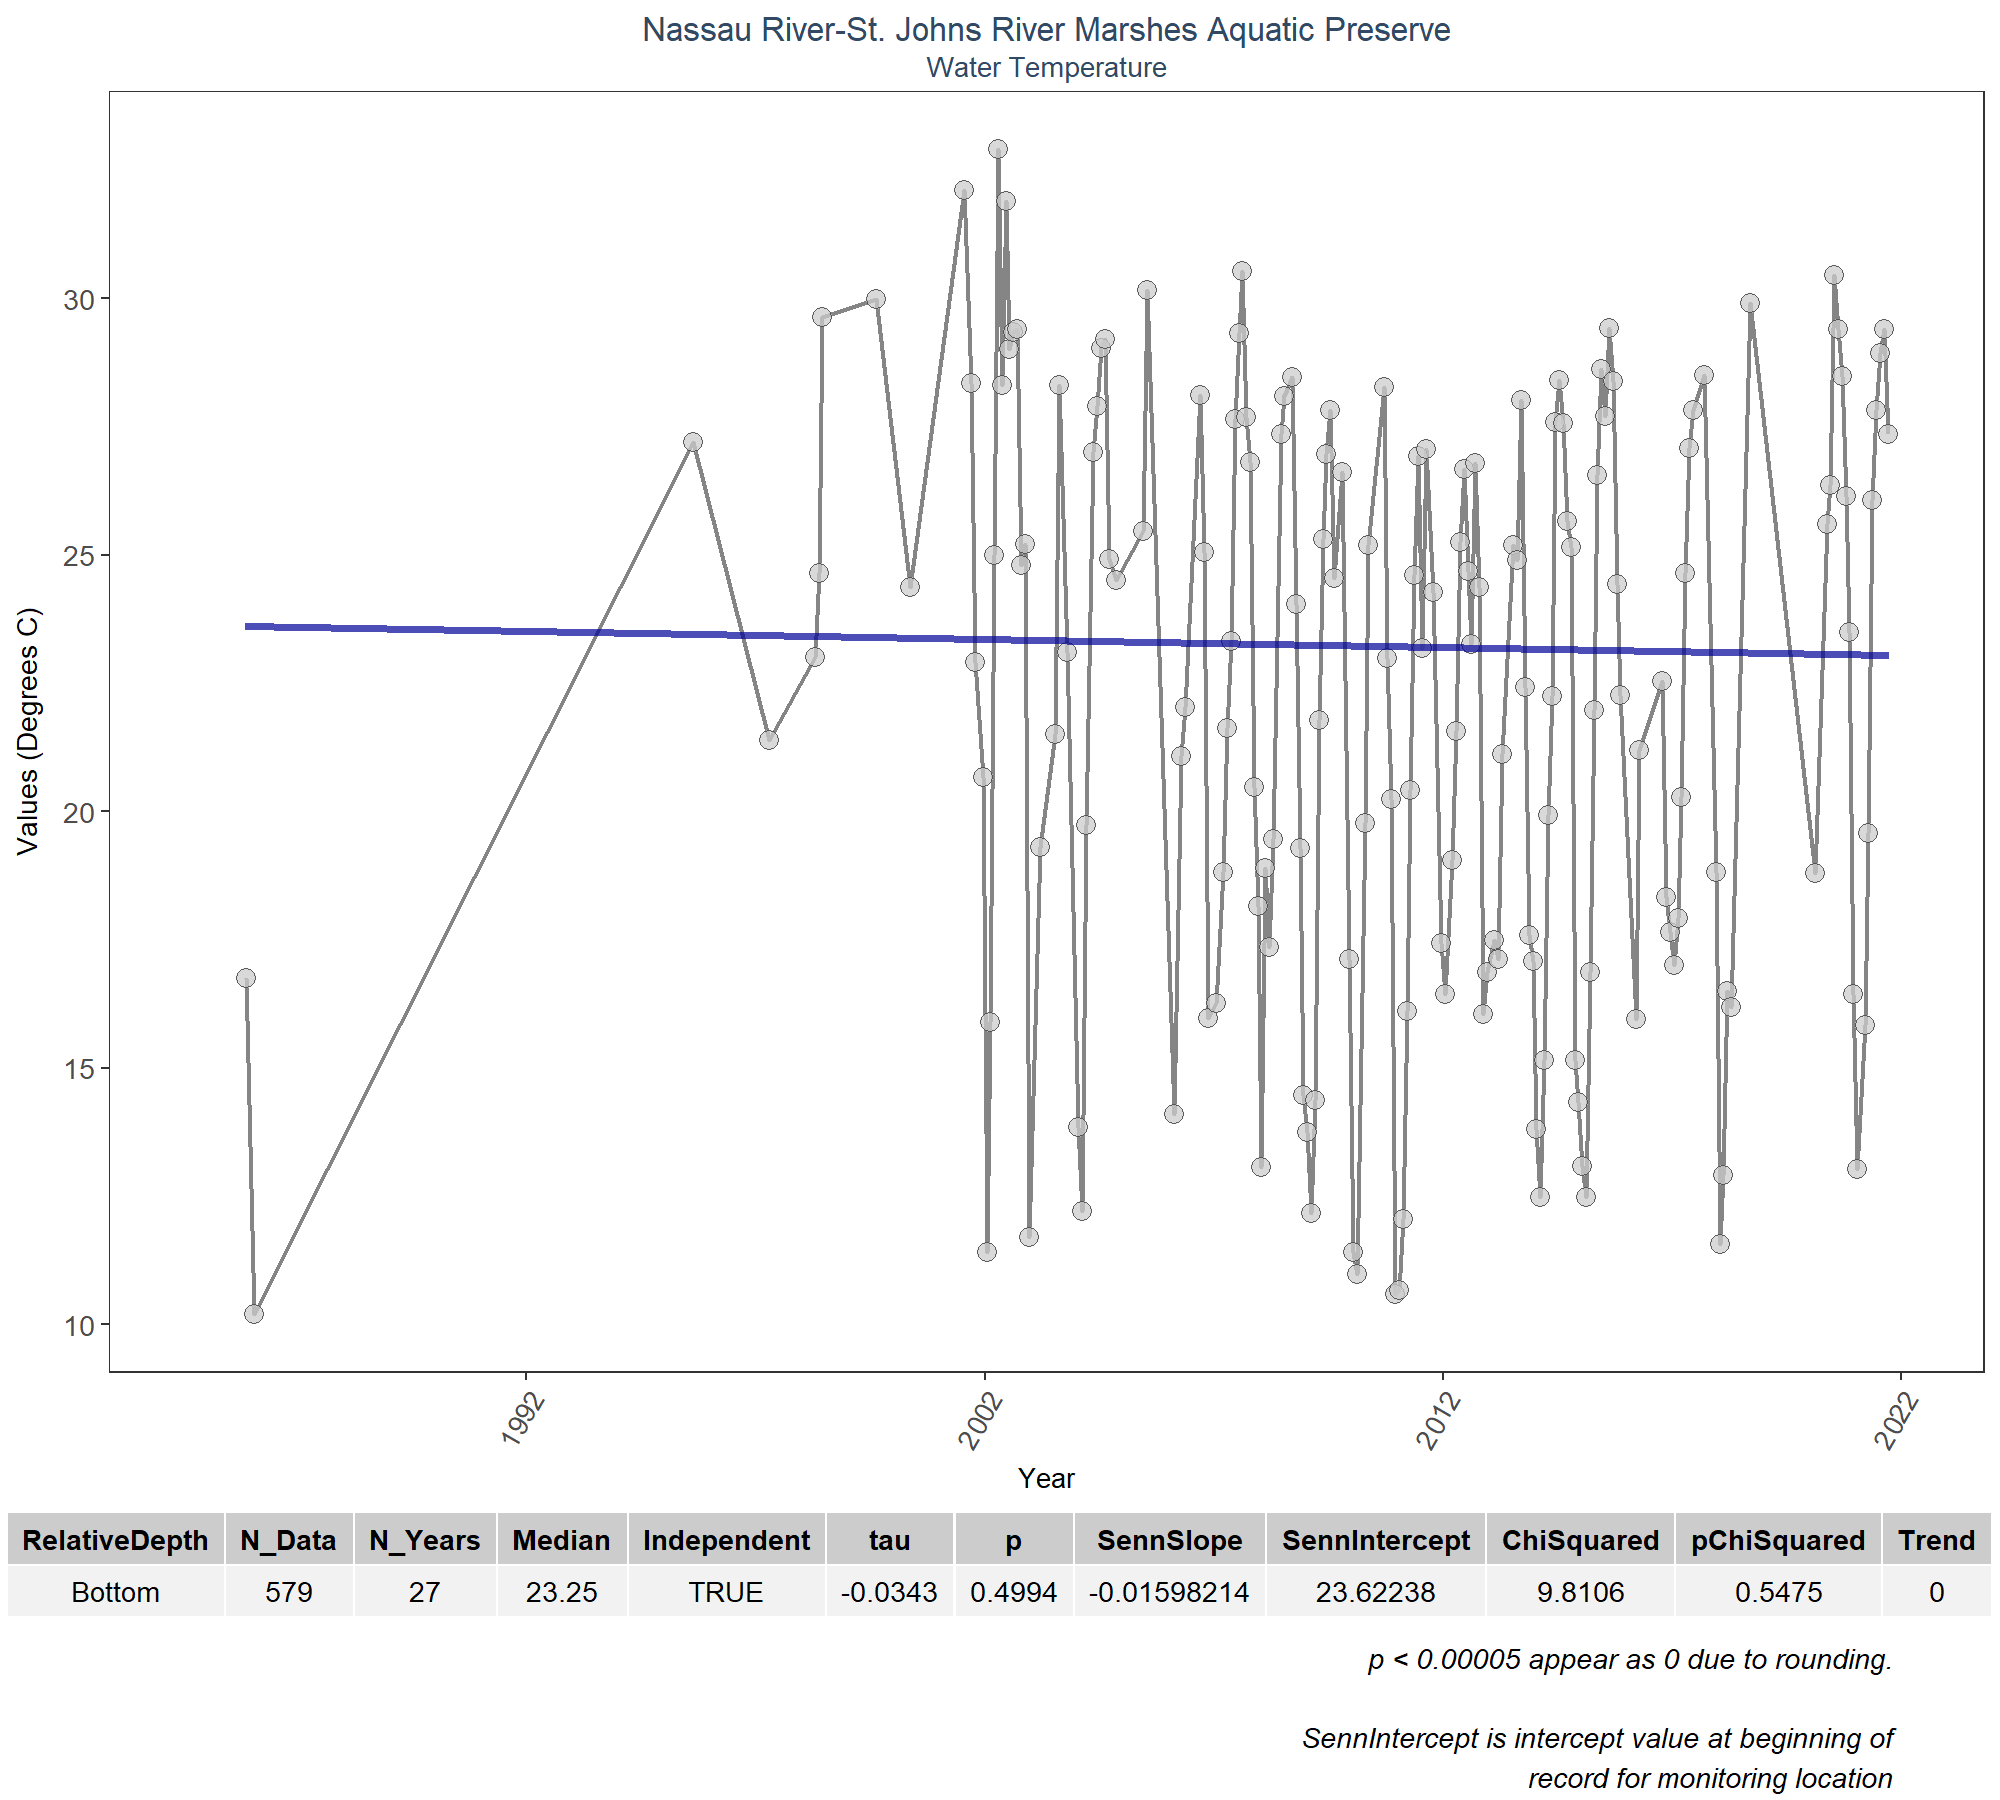 Nassau River-St. Johns River Marshes Aquatic Preserve
Water Temperature
Values (Degrees C)
30
25
20
15
10
1992 2002 2012 2022
Year
RelativeDepth N_Data N_Years Median Independent tau p SennSlope SennIntercept ChiSquared pChiSquared Trend
Bottom 579 27 23.25 TRUE -0.0343 0.4994 -0.01598214 23.62238 9.8106 0.5475 0
p < 0.00005 appear as 0 due to rounding.
SennIntercept is intercept value at beginning of
record for monitoring location